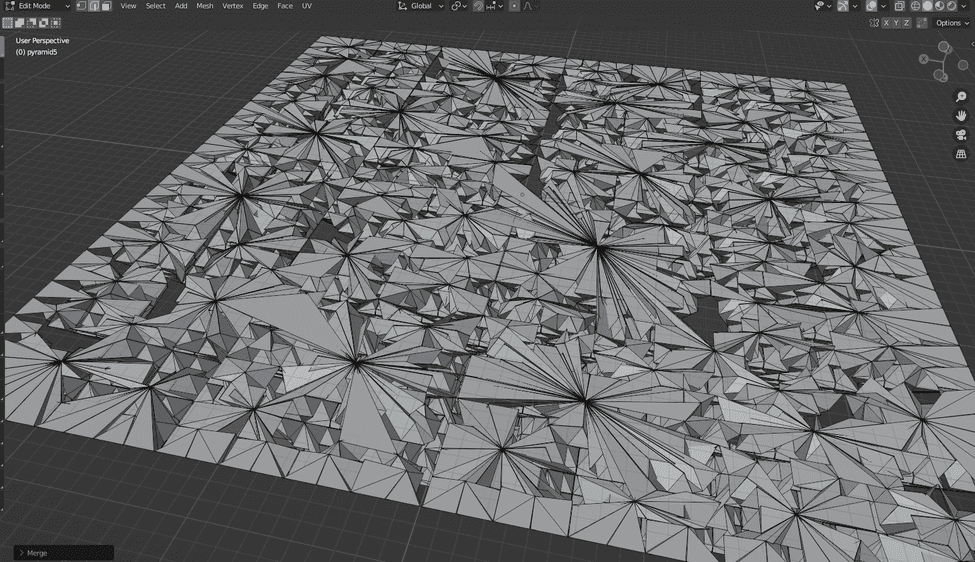 Edit Mode View Select Add Mesh Vertex Edge Face UV Global
X Y Z Options
User Perspective
(0) pyramid5
X
Merge